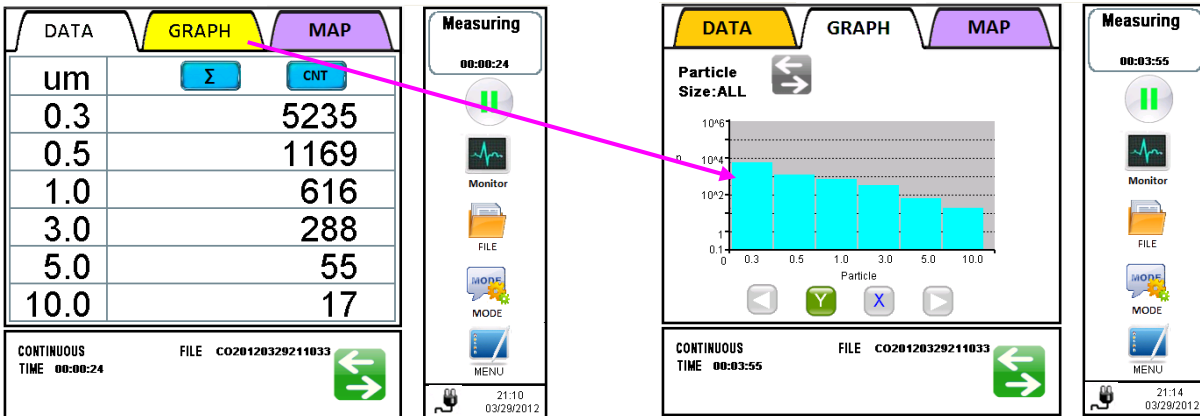 DATA GRAPH MAP
um Σ CNT
0.3 5235
0.5 1169
1.0 616
3.0 288
5.0 55
10.0 17
CONTINUOUS FILE CO20120329211033
TIME 00:00:24
Measuring
00:00:24
Monitor
FILE
MODE
MODE
MENU
21:10
03/29/2012
DATA GRAPH MAP
Particle
Size:ALL
10^6
10^4
10^2
1
0.1
0 0.3 0.5 1.0 3.0 5.0 10.0
Particle
Y X
CONTINUOUS FILE CO20120329211033
TIME 00:03:55
Measuring
00:03:55
Monitor
FILE
MODE
MODE
MENU
21:14
03/29/2012